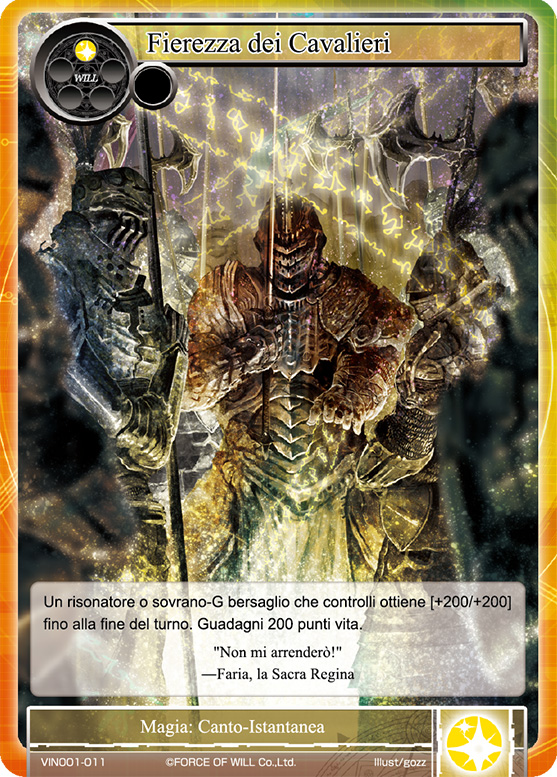 Fierezza dei Cavalieri
WILL
Un risonatore o sovrano-G bersaglio che controlli ottiene [+200/+200]
fino alla fine del turno. Guadagni 200 punti vita.
"Non mi arrenderò!"
—Faria, la Sacra Regina
Magia: Canto-Istantanea
VIN001-011 ©FORCE OF WILL Co.,Ltd. Illust/gozz